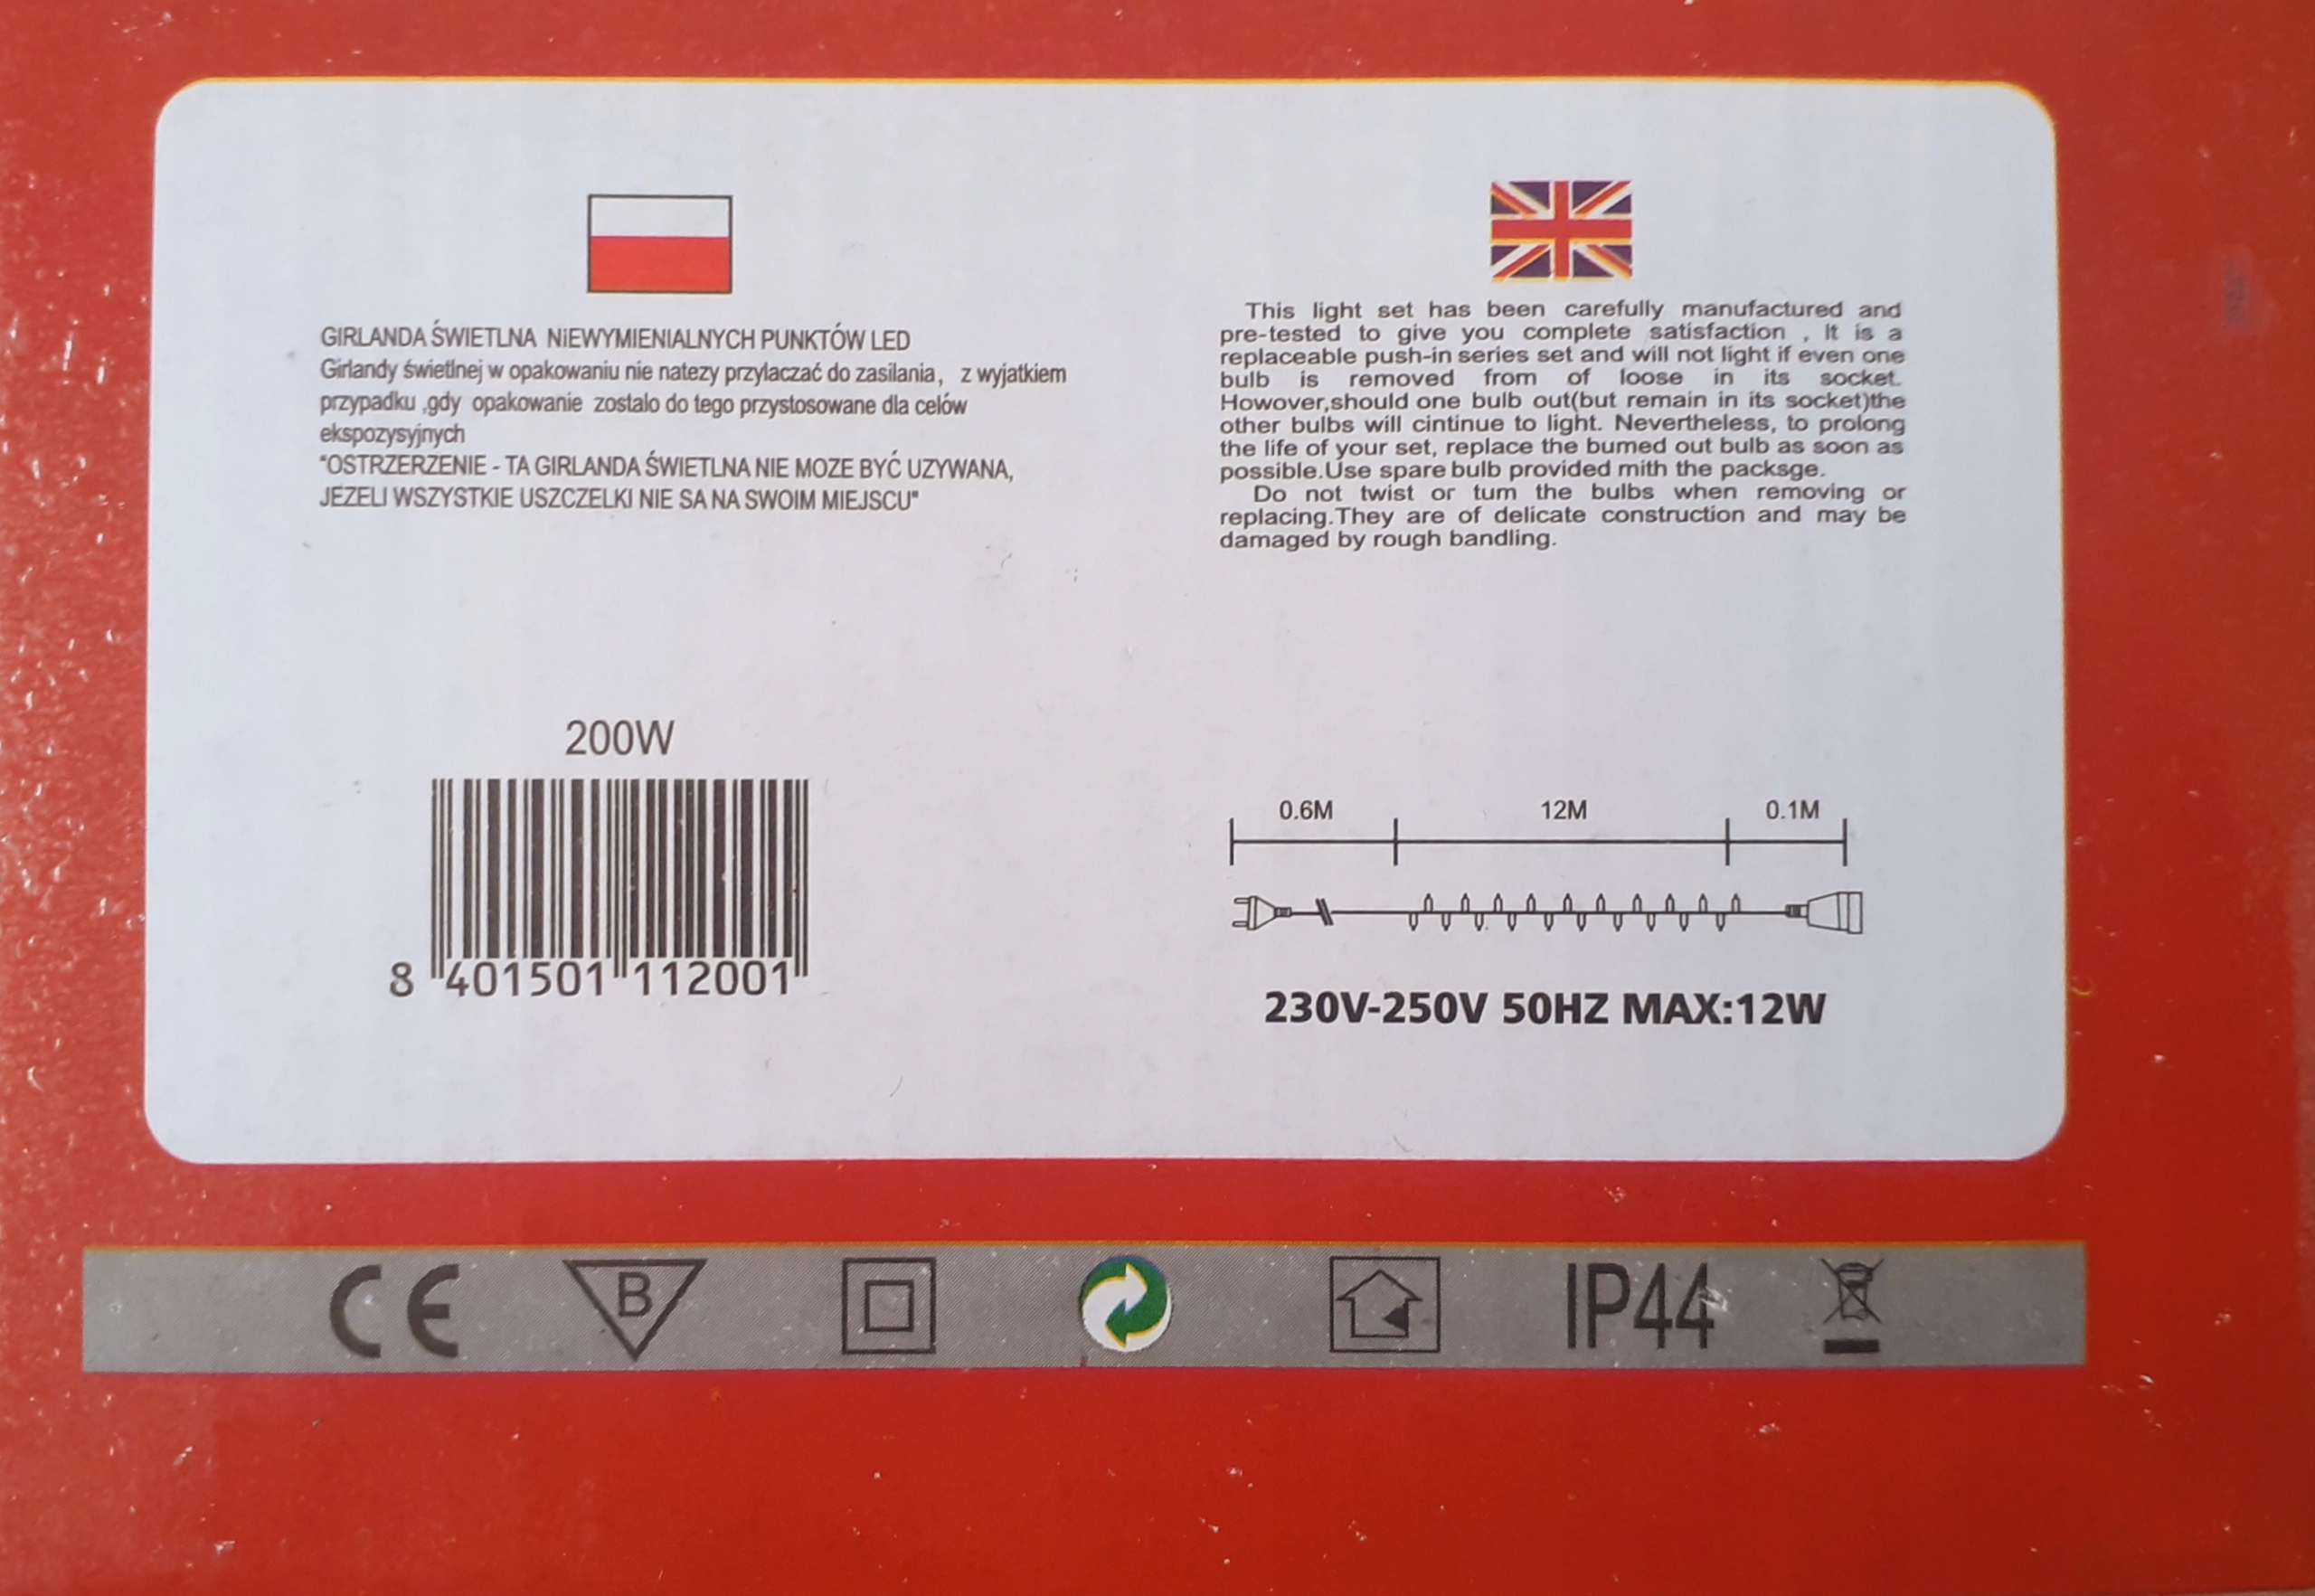 GIRLANDA ŚWIETLNA NiEWYMIENIALNYCH PUNKTÓW LED
Girlandy świetlnej w opakowaniu nie natezy przylaczać do zasilania, z wyjatkiem
przypadku ,gdy opakowanie zostalo do tego przystosowane dla celów
ekspozysyjnych
"OSTRZERZENIE - TA GIRLANDA ŚWIETLNA NIE MOZE BYĆ UZYWANA,
JEZELI WSZYSTKIE USZCZELKI NIE SA NA SWOIM MIEJSCU"
This light set has been carefully manufactured and
pre-tested to give you complete satisfaction , It is a
replaceable push-in series set and will not light if even one
bulb is removed from of loose in its socket.
Howover,should one bulb out(but remain in its socket)the
other bulbs will cintinue to light. Nevertheless, to prolong
the life of your set, replace the bumed out bulb as soon as
possible.Use spare bulb provided mith the packsge.
Do not twist or tum the bulbs when removing or
replacing.They are of delicate construction and may be
damaged by rough bandling.
200W
8 401501 112001
0.6M 12M 0.1M
230V-250V 50HZ MAX:12W
CE B IP44